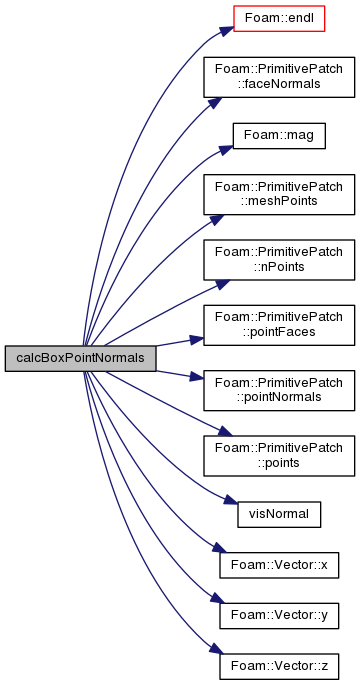 Foam::endl
Foam::PrimitivePatch
::faceNormals
Foam::mag
Foam::PrimitivePatch
::meshPoints
Foam::PrimitivePatch
::nPoints
Foam::PrimitivePatch
::pointFaces
calcBoxPointNormals
Foam::PrimitivePatch
::pointNormals
Foam::PrimitivePatch
::points
visNormal
Foam::Vector::x
Foam::Vector::y
Foam::Vector::z